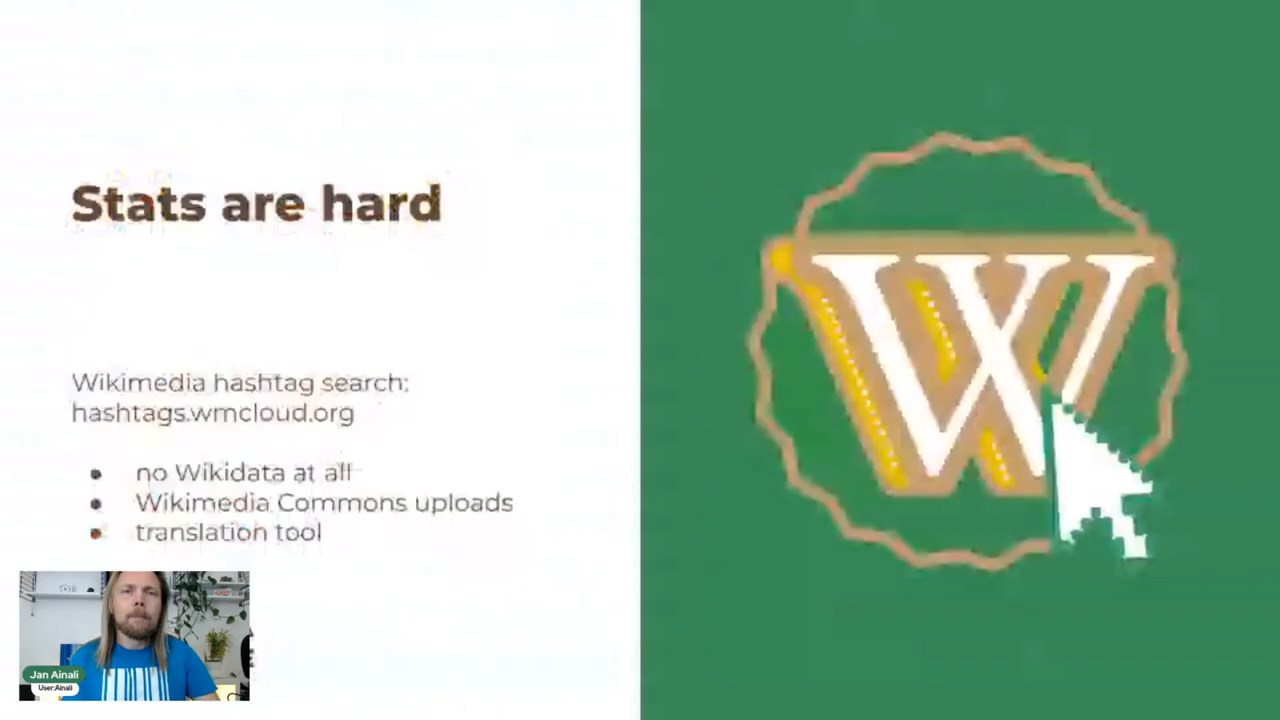 Stats are hard
Wikimedia hashtag search:
hashtags.wmcloud.org
no Wikidata at all
Wikimedia Commons uploads
translation tool
W
Jan Ainali
User:Ainali